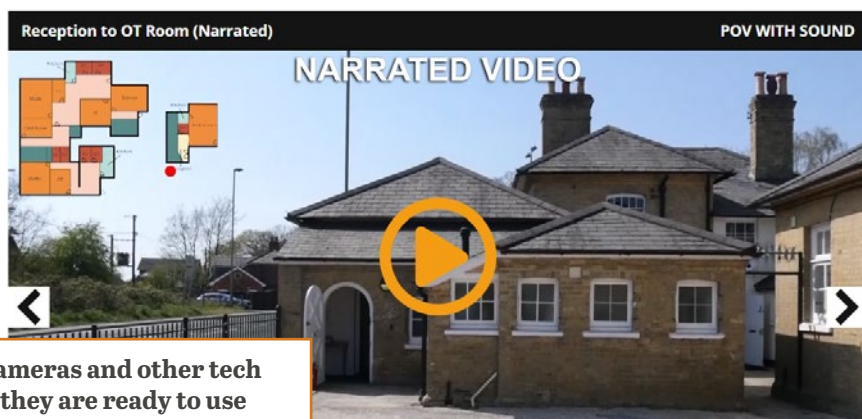 Reception to OT Room (Narrated)
POV WITH SOUND
NARRATED VIDEO
ameras and other tech
they are ready to use